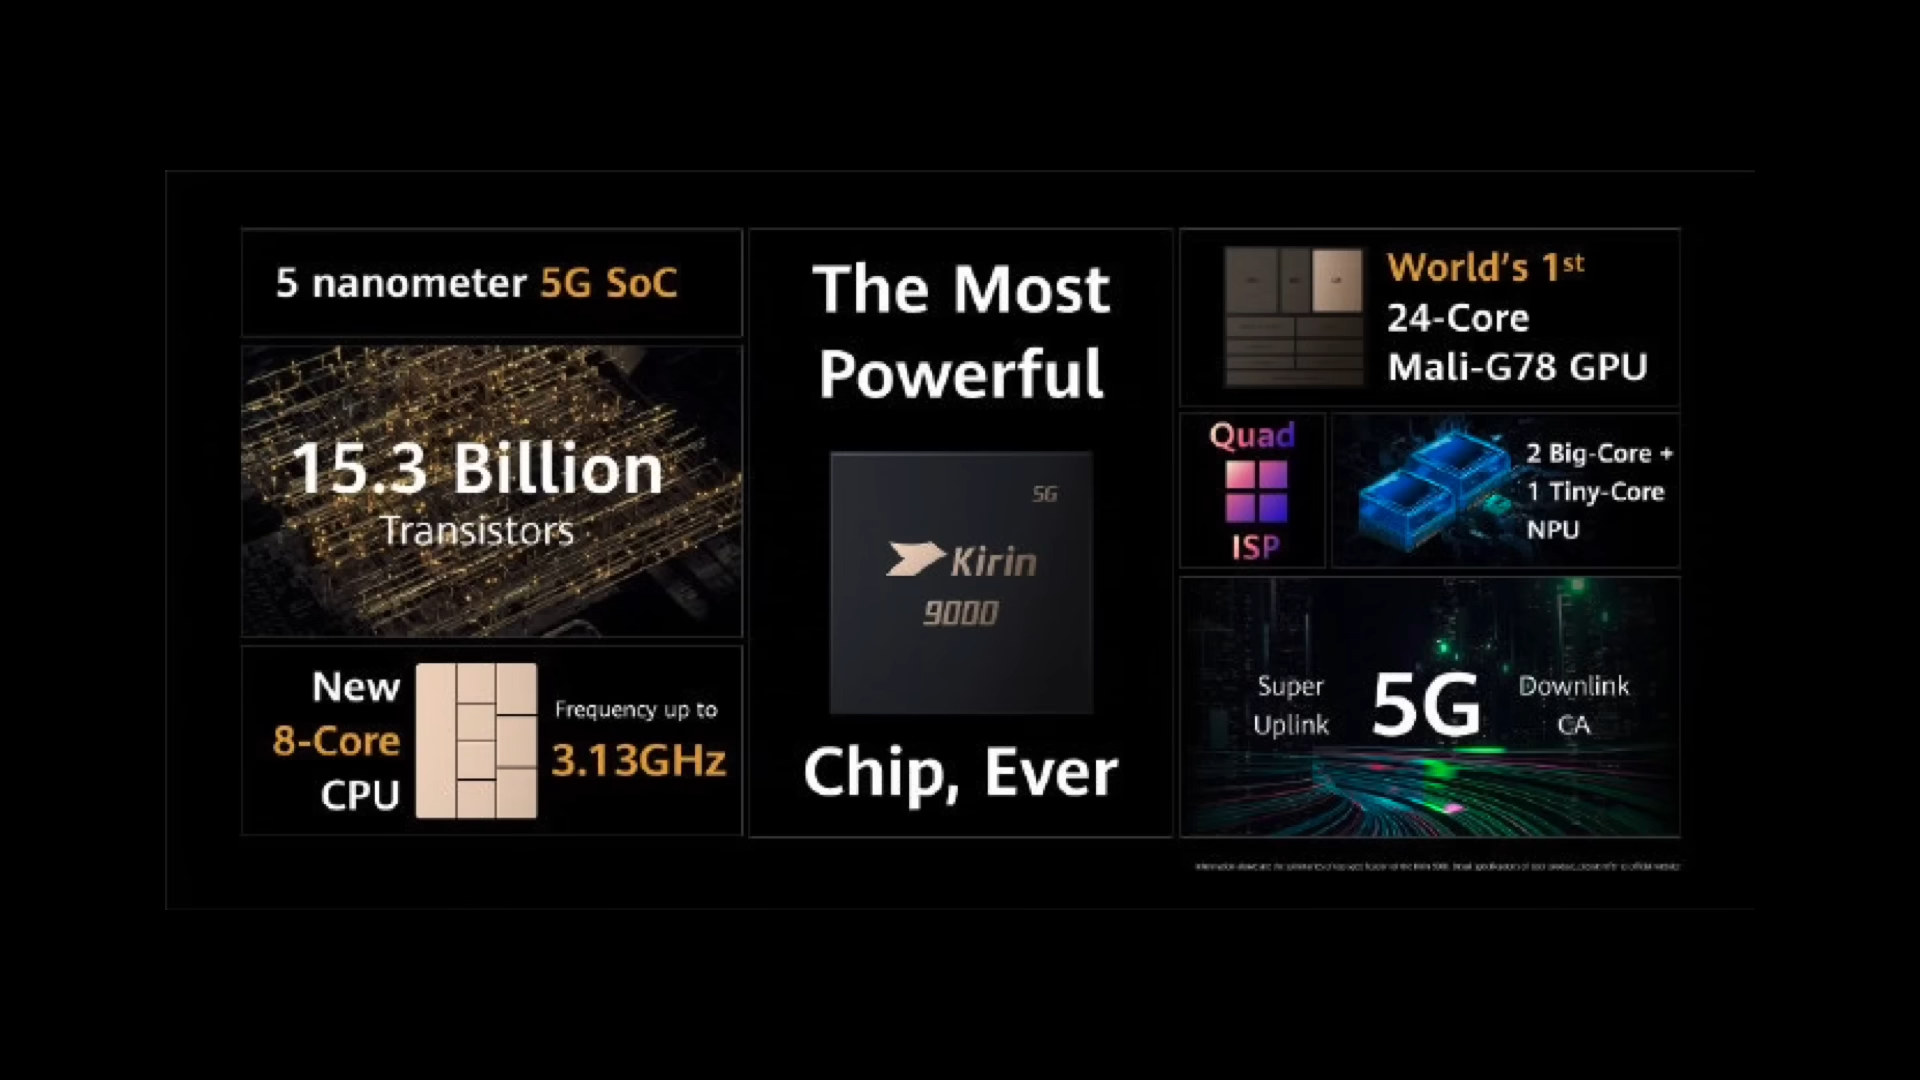 5 nanometer 5G SoC
15.3 Billion
Transistors
New
8-Core
CPU
Frequency up to
3.13GHz
The Most
Powerful
5G
Kirin
9000
Chip, Ever
World's 1st
24-Core
Mali-G78 GPU
Quad
ISP
2 Big-Core +
1 Tiny-Core
NPU
Super
Uplink
5G
Downlink
CA